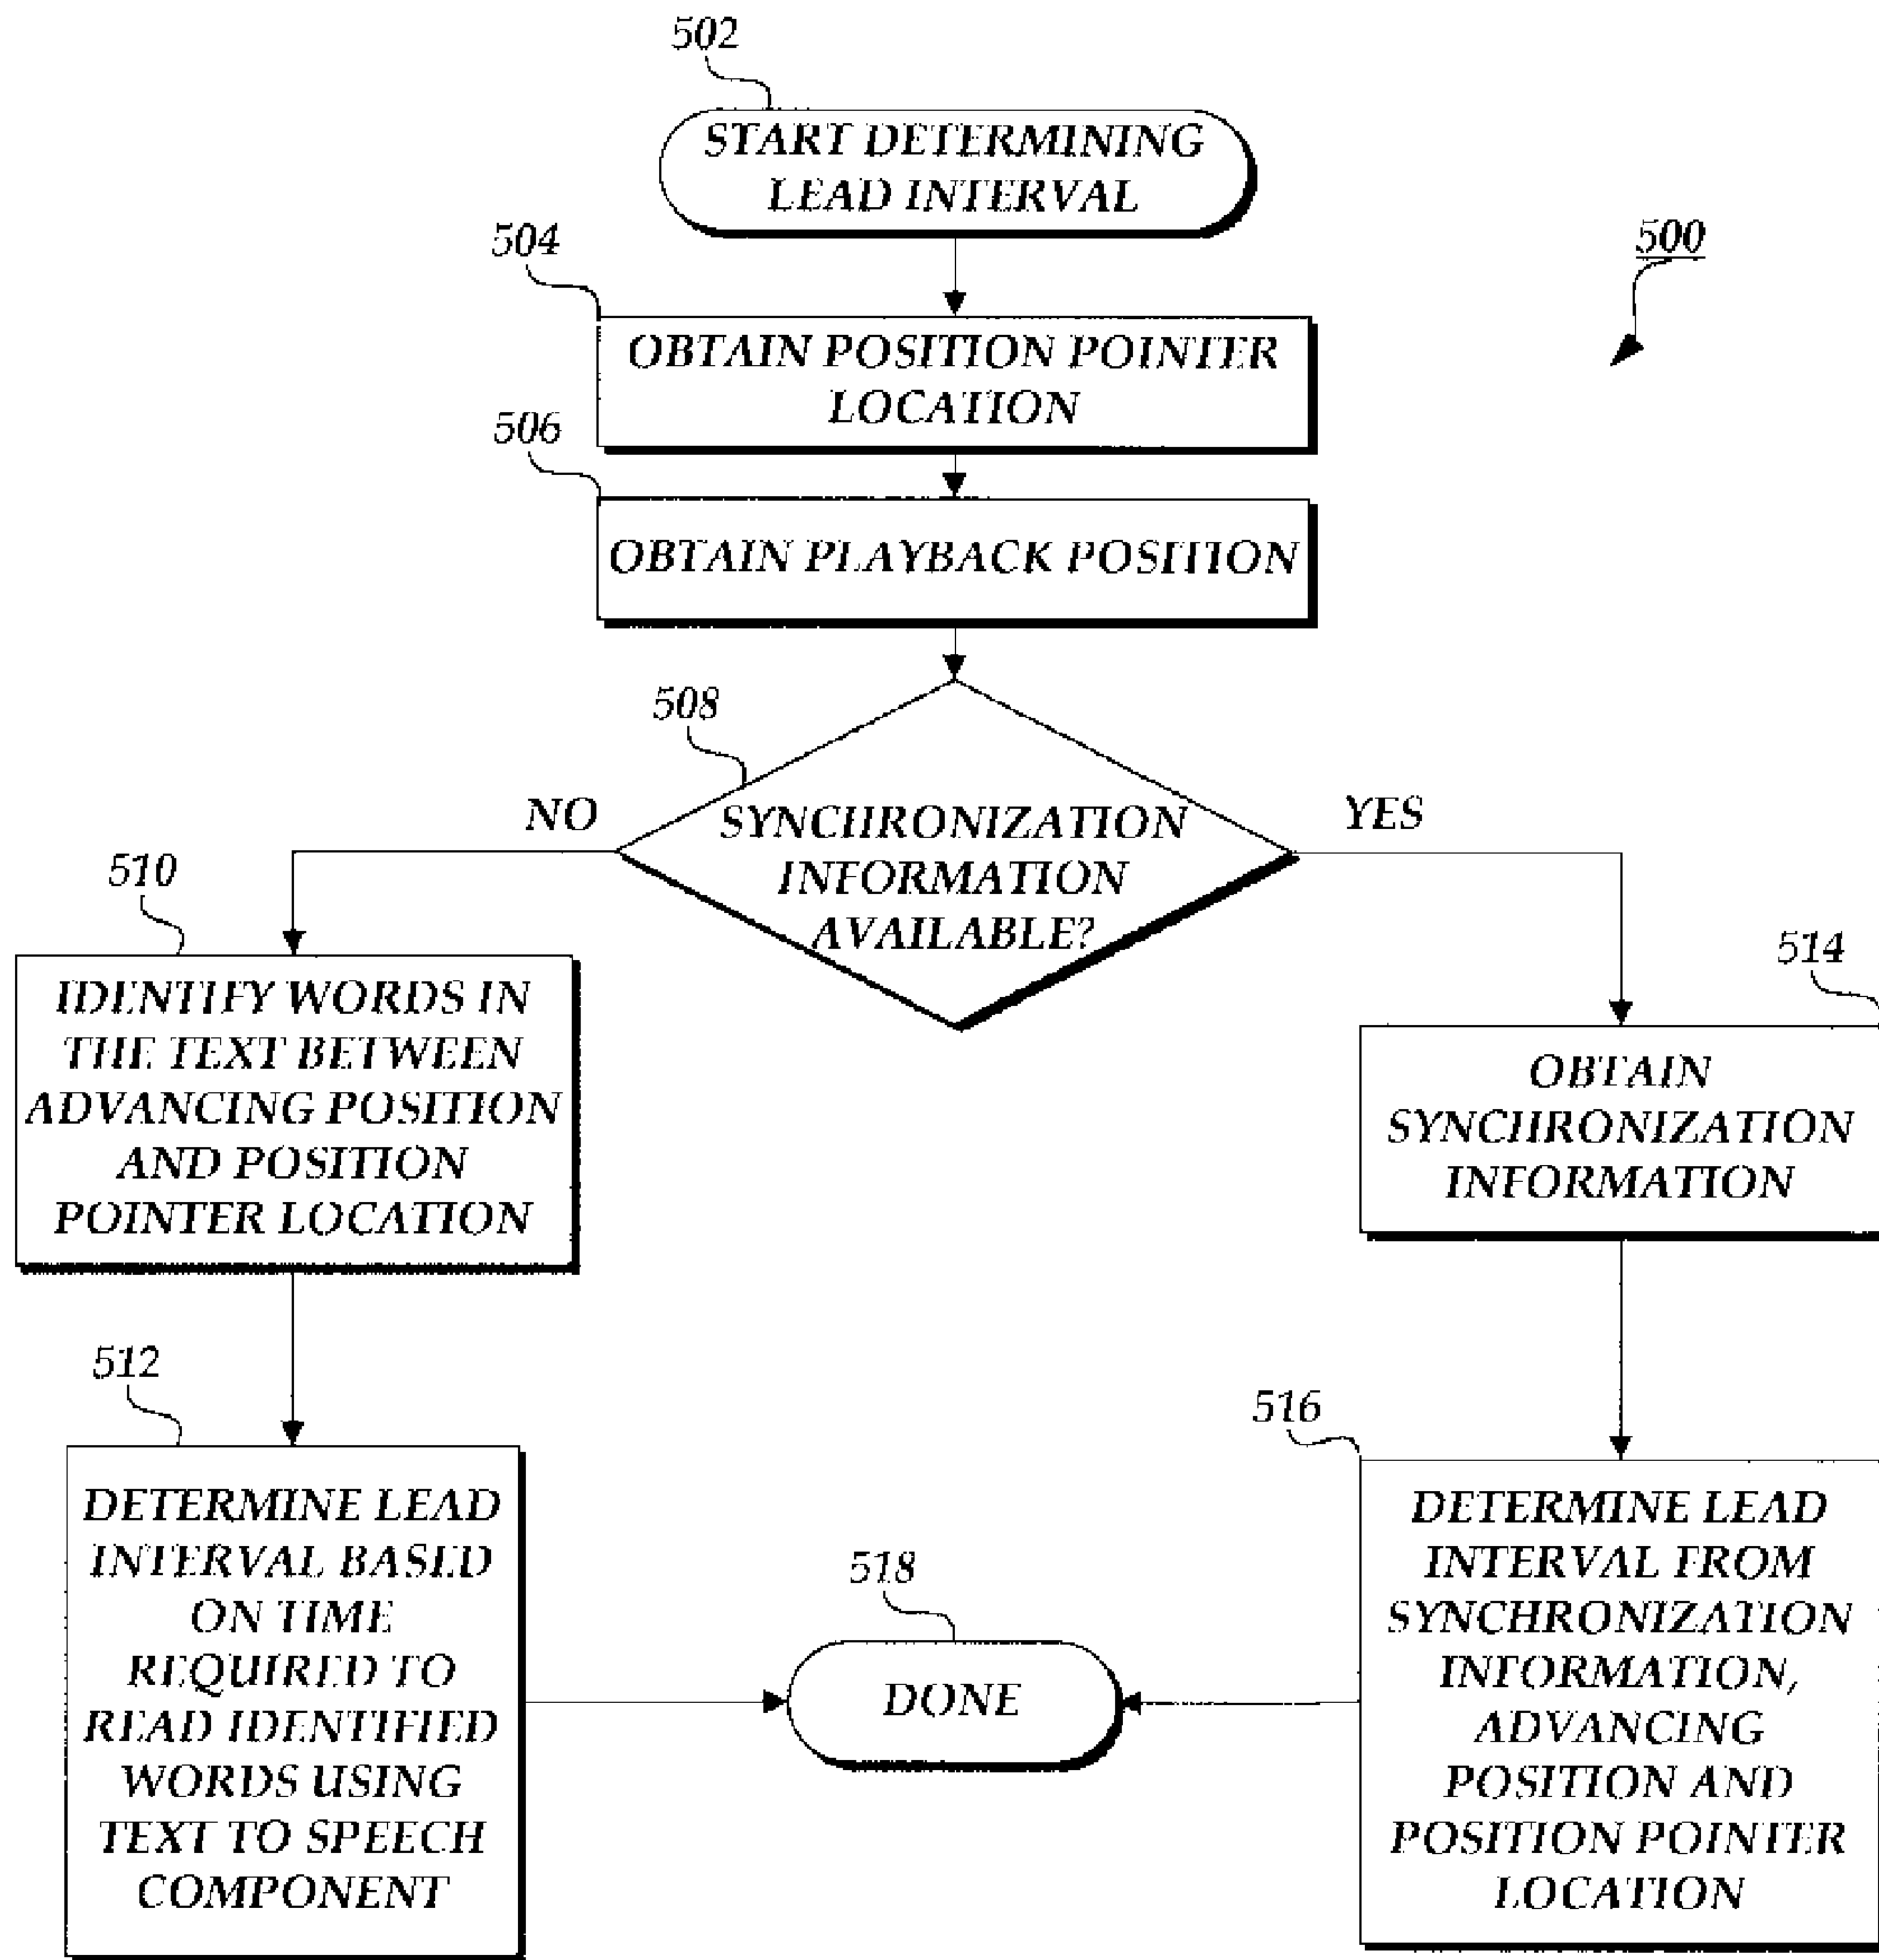 502
START DETERMINING
LEAD INTERVAL
504
500
OBTAIN POSITION POINTER
LOCATION
506
OBTAIN PLAYBACK POSITION
508
NO
SYNCHRONIZATION
INFORMATION
AVAILABLE?
YES
510
IDENTIFY WORDS IN
THE TEXT BETWEEN
ADVANCING POSITION
AND POSITION
POINTER LOCATION
514
OBTAIN
SYNCHRONIZATION
INFORMATION
512
DETERMINE LEAD
INTERVAL BASED
ON TIME
REQUIRED TO
READ IDENTIFIED
WORDS USING
TEXT TO SPEECH
COMPONENT
516
DETERMINE LEAD
INTERVAL FROM
SYNCHRONIZATION
INFORMATION,
ADVANCING
POSITION AND
POSITION POINTER
LOCATION
518
DONE